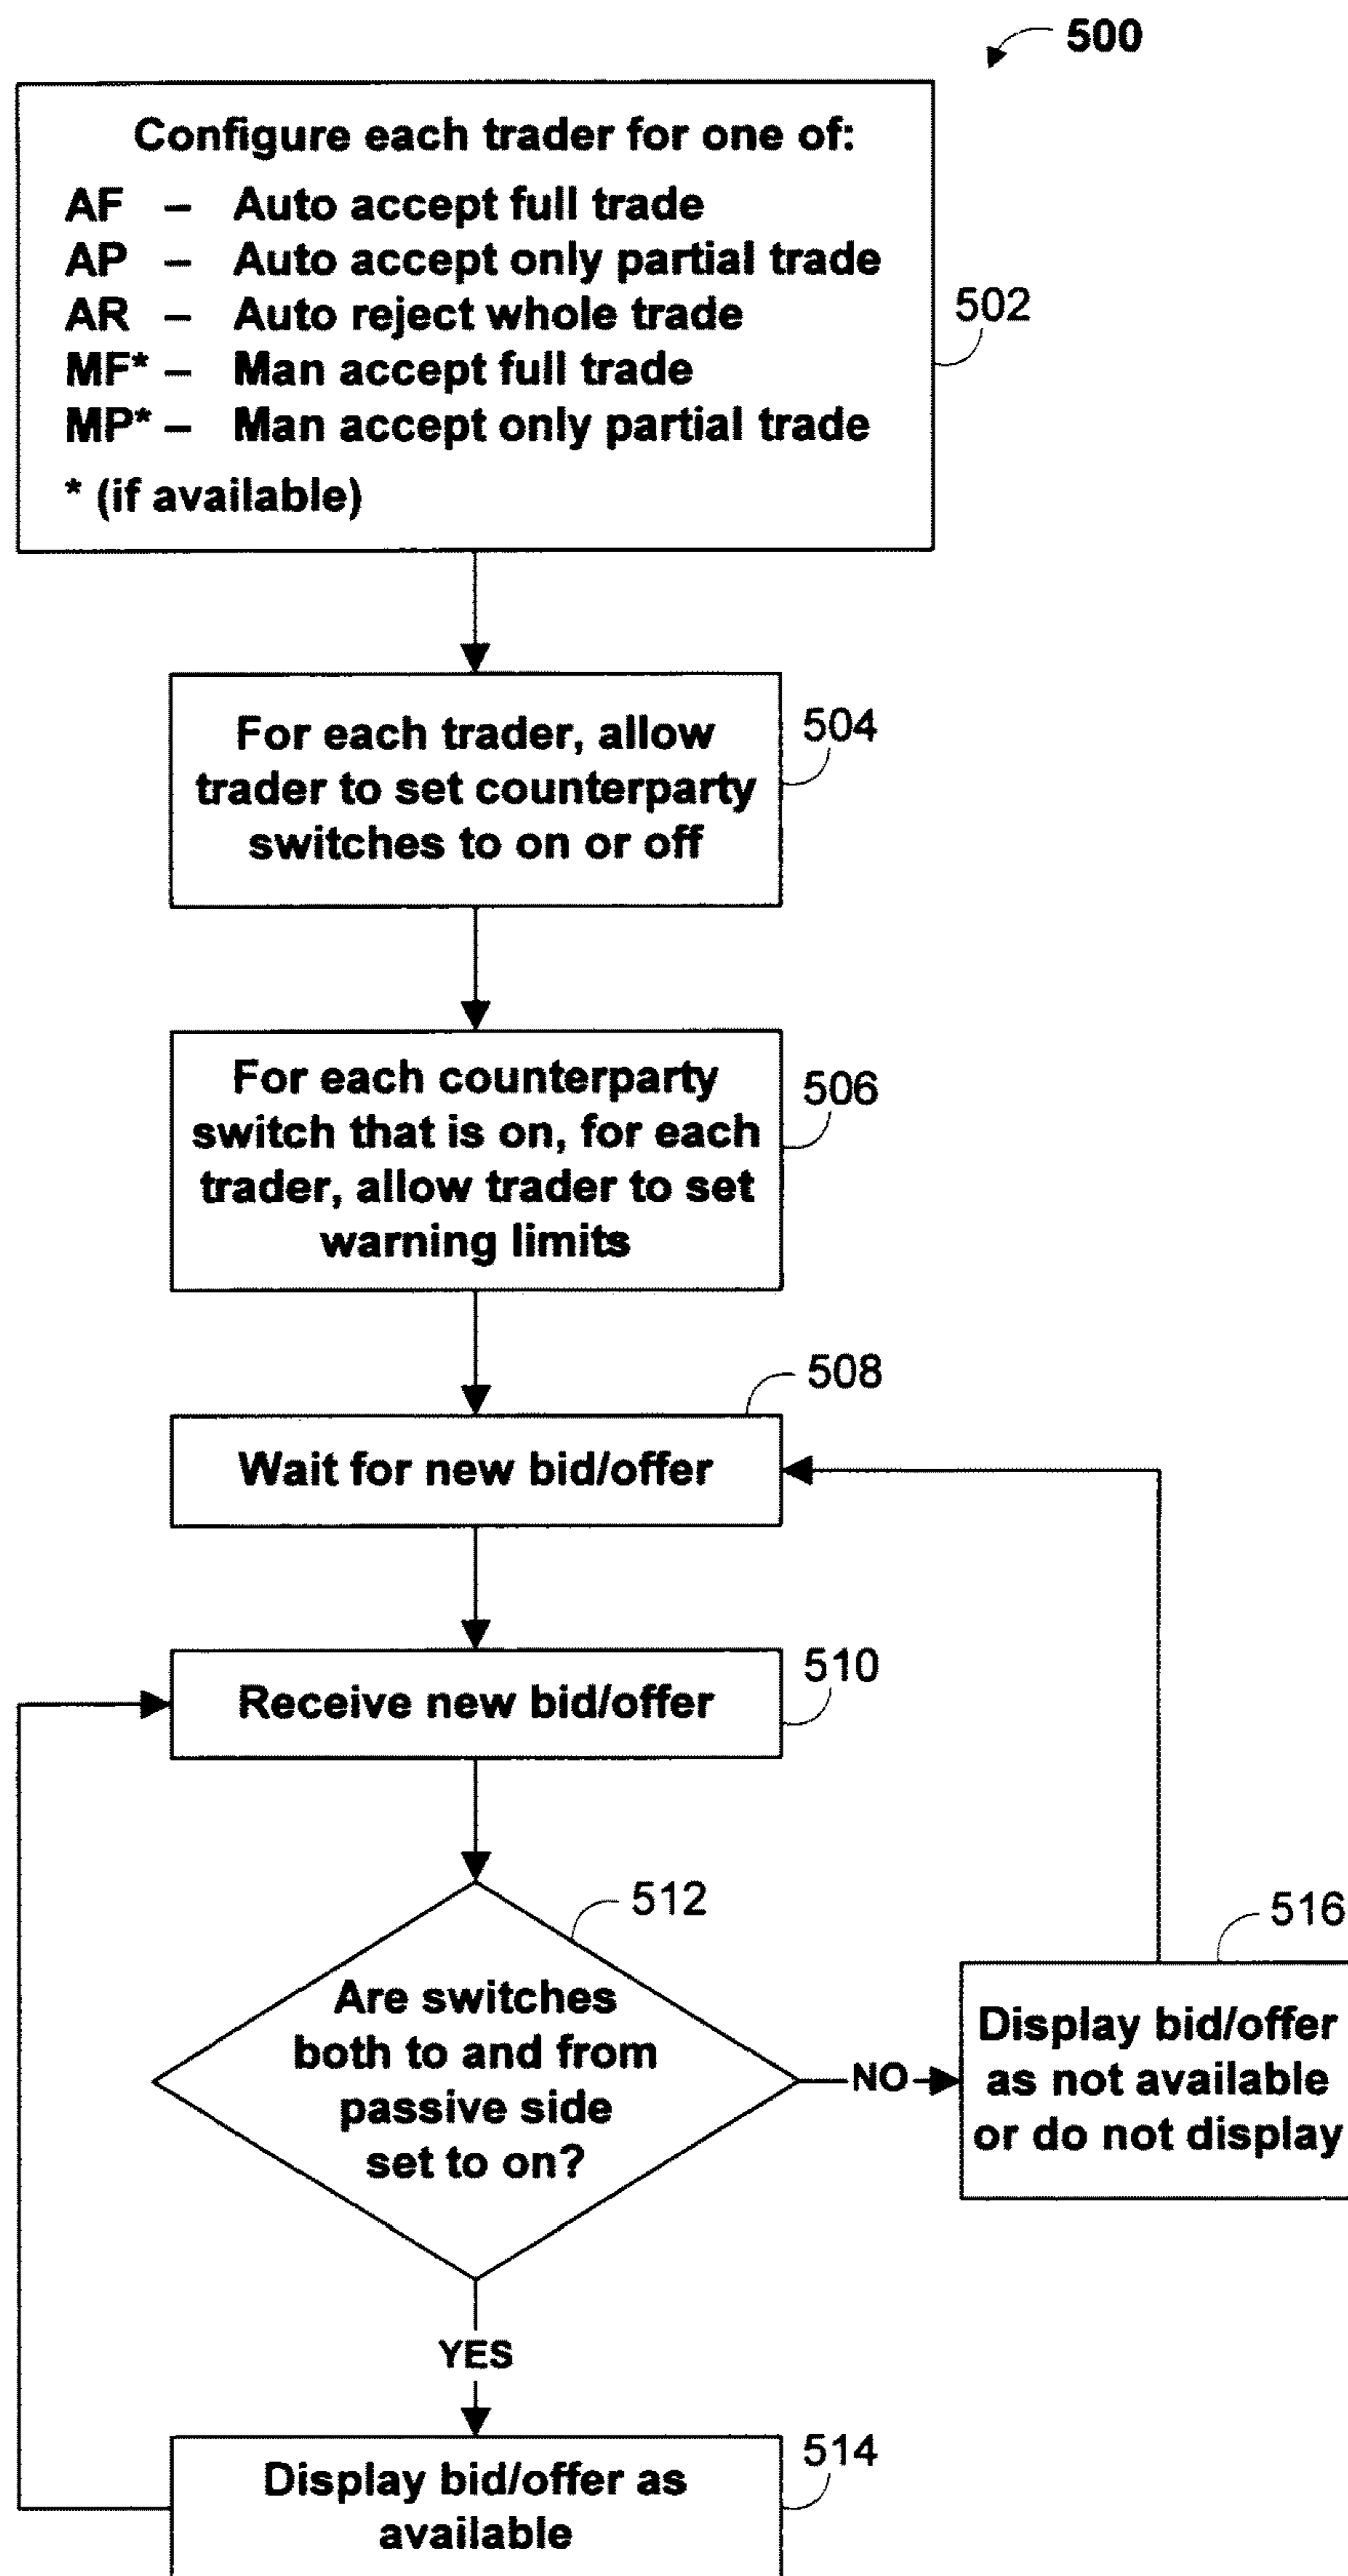 500
Configure each trader for one of:
AF – Auto accept full trade
AP – Auto accept only partial trade
AR – Auto reject whole trade
MF* – Man accept full trade
MP* – Man accept only partial trade
* (if available)
502
For each trader, allow
trader to set counterparty
switches to on or off
504
For each counterparty
switch that is on, for each
trader, allow trader to set
warning limits
506
508
Wait for new bid/offer
Receive new bid/offer
510
512
Are switches
both to and from
passive side
set to on?
NO
516
Display bid/offer
as not available
or do not display
YES
Display bid/offer as
available
514